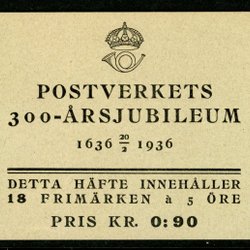 POSTVERKETS
300-ÅRSJUBILEUM
1636 20/2 1936
DETTA HÄFTE INNEHÅLLER
18 FRIMÄRKEN à 5 ÖRE
PRIS KR. 0:90